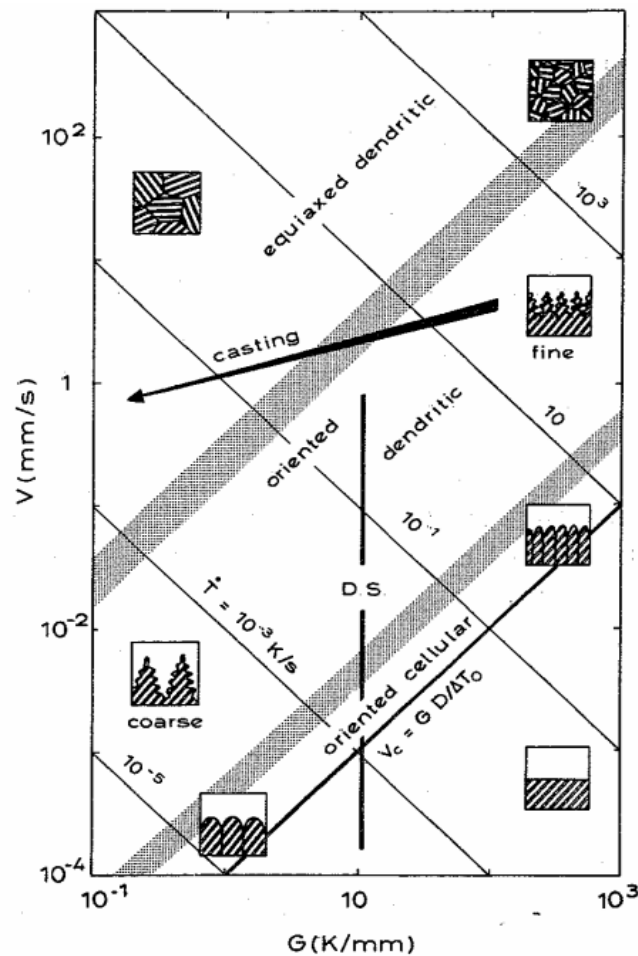 10²
1
10⁻²
10⁻⁴
V(mm/s)
equiaxed dendritic
10³
casting
fine
oriented
dendritic
10
10⁻¹
D.S.
Ṫ = 10⁻³ K/s
coarse
oriented cellular
V꜀ = G D/ΔT₀
10⁻⁵
10⁻¹
10
10³
G(K/mm)